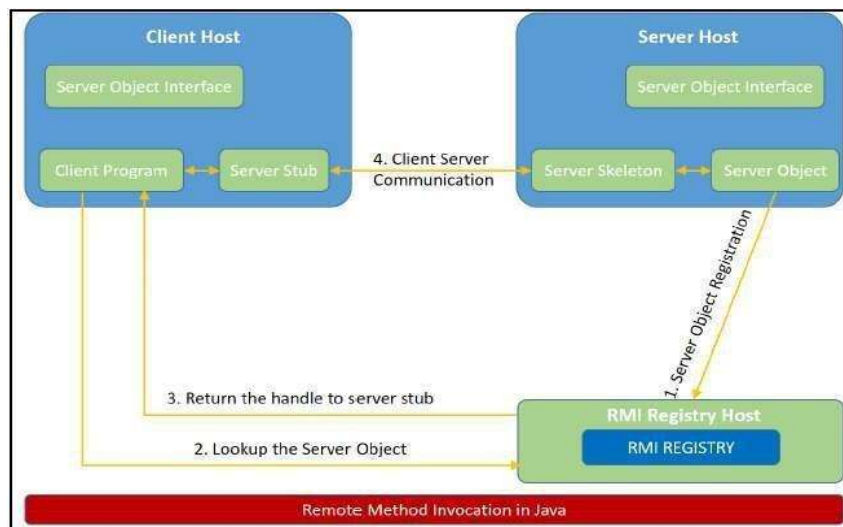 Client Host
Server Object Interface
Client Program
Server Stub
4. Client Server
Communication
Server Host
Server Object Interface
Server Skeleton
Server Object
1. Server Object Registration
3. Return the handle to server stub
2. Lookup the Server Object
RMI Registry Host
RMI REGISTRY
Remote Method Invocation in Java